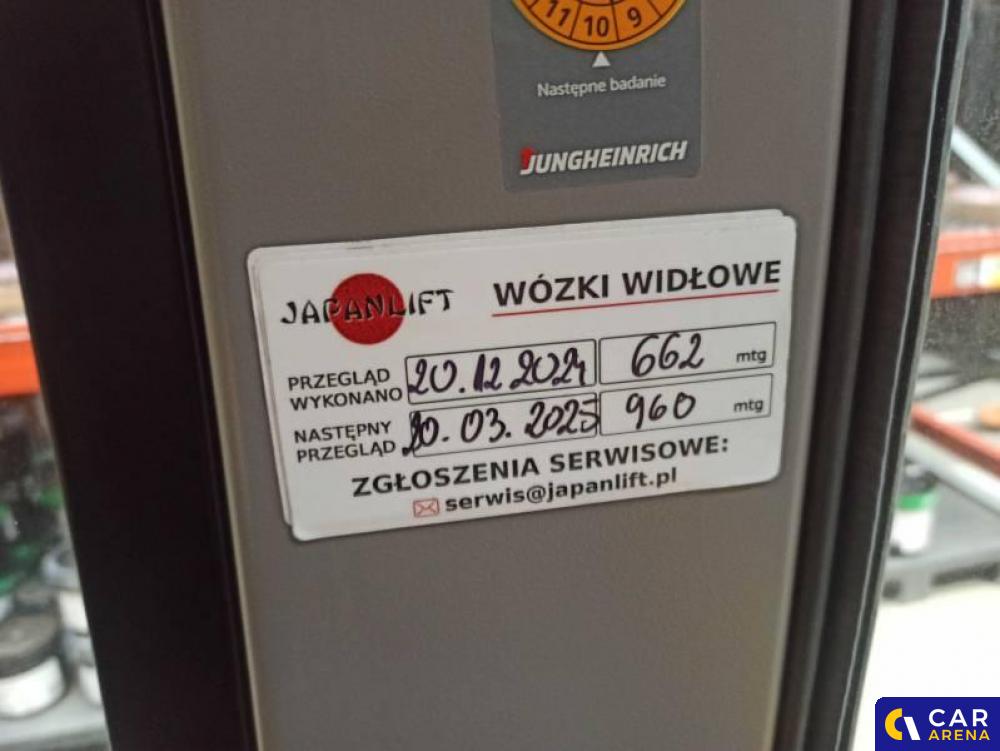 11 10 9
Następne badanie
JUNGHEINRICH
JAPANLIFT
WÓZKI WIDŁOWE
PRZEGLĄD WYKONANO 20.12.2024 662 mtg
NASTĘPNY PRZEGLĄD 20.03.2025 960 mtg
ZGŁOSZENIA SERWISOWE:
serwis@japanlift.pl
CAR
ARENA